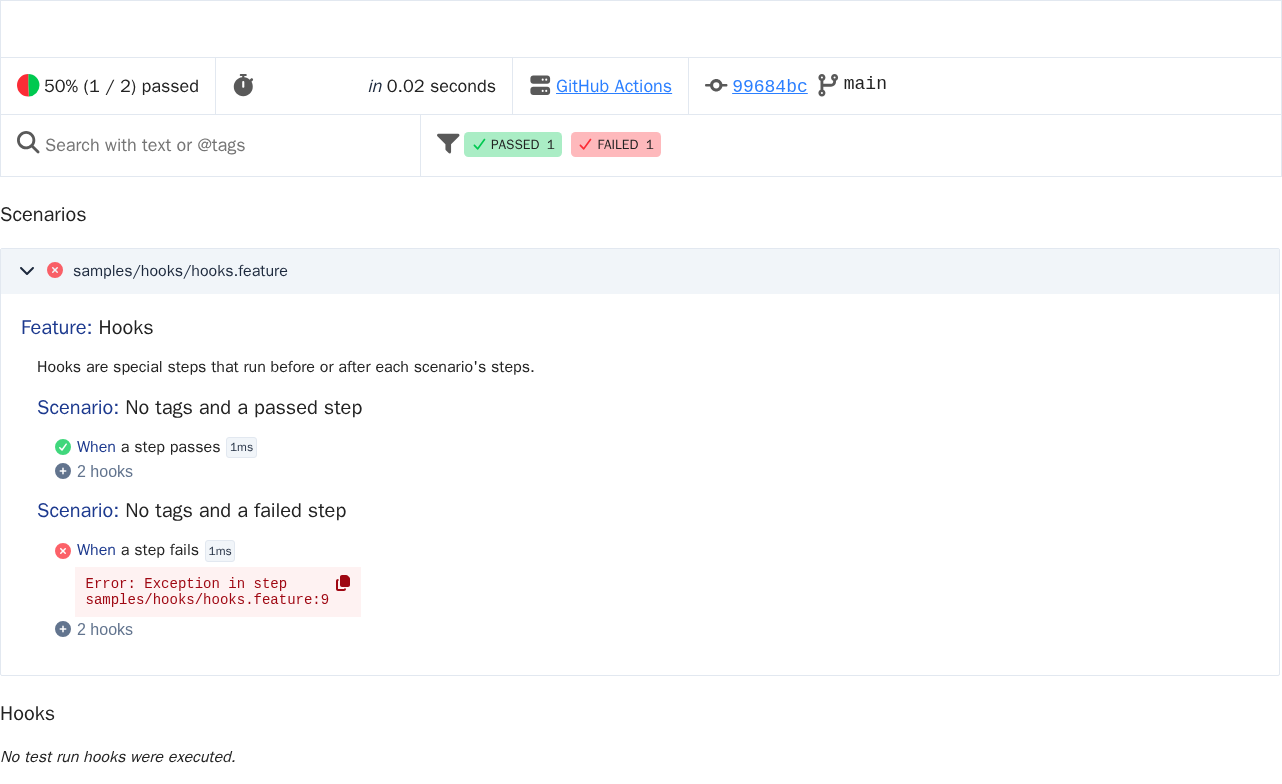 50% (1 / 2) passed in 0.02 seconds GitHub Actions 99684bc main
Search with text or @tags PASSED 1 FAILED 1
Scenarios
samples/hooks/hooks.feature
Feature: Hooks
Hooks are special steps that run before or after each scenario's steps.
Scenario: No tags and a passed step
When a step passes 1ms
2 hooks
Scenario: No tags and a failed step
When a step fails 1ms
Error: Exception in step
samples/hooks/hooks.feature:9
2 hooks
Hooks
No test run hooks were executed.